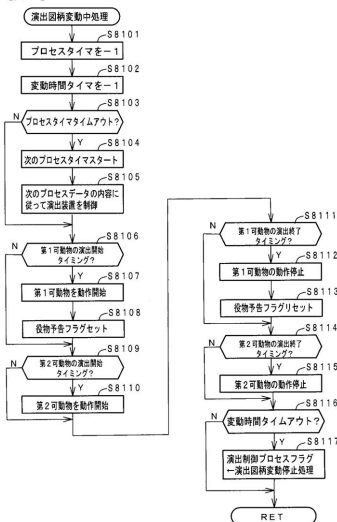 演出図柄変動中処理
S8101
プロセスタイマを－1
S8102
変動時間タイマを－1
S8103
N
プロセスタイマタイムアウト？
Y
S8104
次のプロセスタイマスタート
S8105
次のプロセスデータの内容に
従って演出装置を制御
S8106
N
第1可動物の演出開始
タイミング？
Y
S8107
第1可動物を動作開始
S8108
役物予告フラグセット
S8109
N
第2可動物の演出開始
タイミング？
Y
S8110
第2可動物を動作開始
S8111
N
第1可動物の演出終了
タイミング？
Y
S8112
第1可動物の動作停止
S8113
役物予告フラグリセット
S8114
N
第2可動物の演出終了
タイミング？
Y
S8115
第2可動物の動作停止
S8116
N
変動時間タイムアウト？
Y
S8117
演出制御プロセスフラグ
←演出図柄変動停止処理
RET